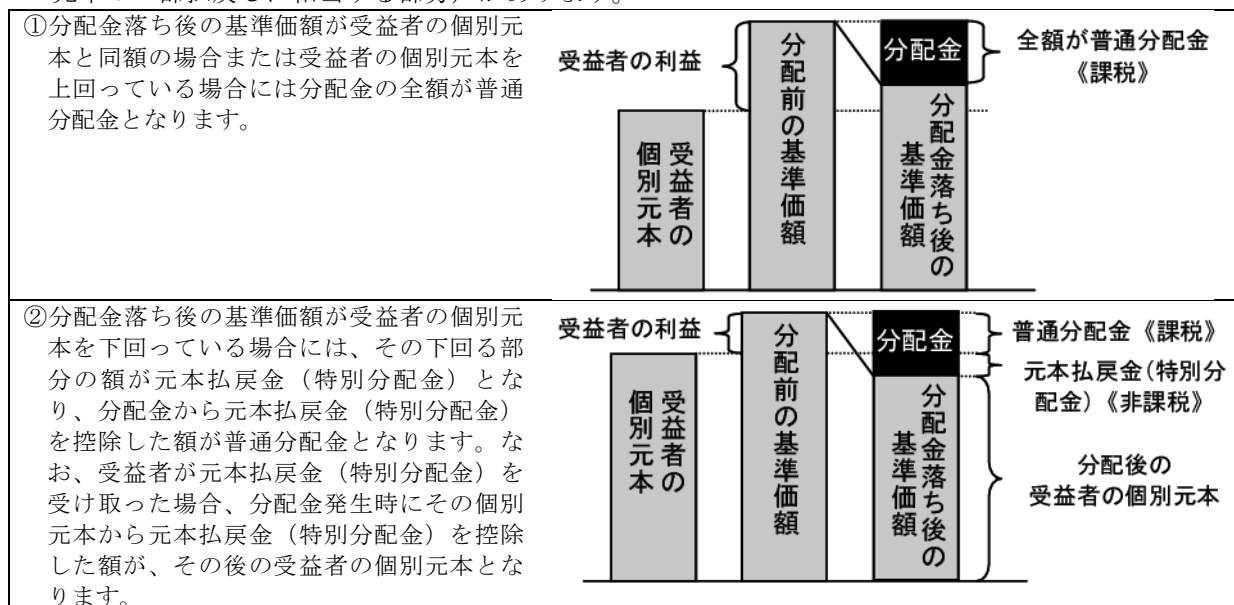 ①分配金落ち後の基準価額が受益者の個別元
本と同額の場合または受益者の個別元本を
上回っている場合には分配金の全額が普通
分配金となります。
受益者の利益
受益者の
個別元本
分配前の基準価額
分配金
分配金落ち後の
基準価額
全額が普通分配金
《課税》
②分配金落ち後の基準価額が受益者の個別元
本を下回っている場合には、その下回る部
分の額が元本払戻金（特別分配金）とな
り、分配金から元本払戻金（特別分配金）
を控除した額が普通分配金となります。な
お、受益者が元本払戻金（特別分配金）を
受け取った場合、分配金発生時にその個別
元本から元本払戻金（特別分配金）を控除
した額が、その後の受益者の個別元本とな
ります。
受益者の利益
受益者の
個別元本
分配前の基準価額
分配金
分配金落ち後の
基準価額
普通分配金《課税》
元本払戻金(特別分
配金)《非課税》
分配後の
受益者の個別元本